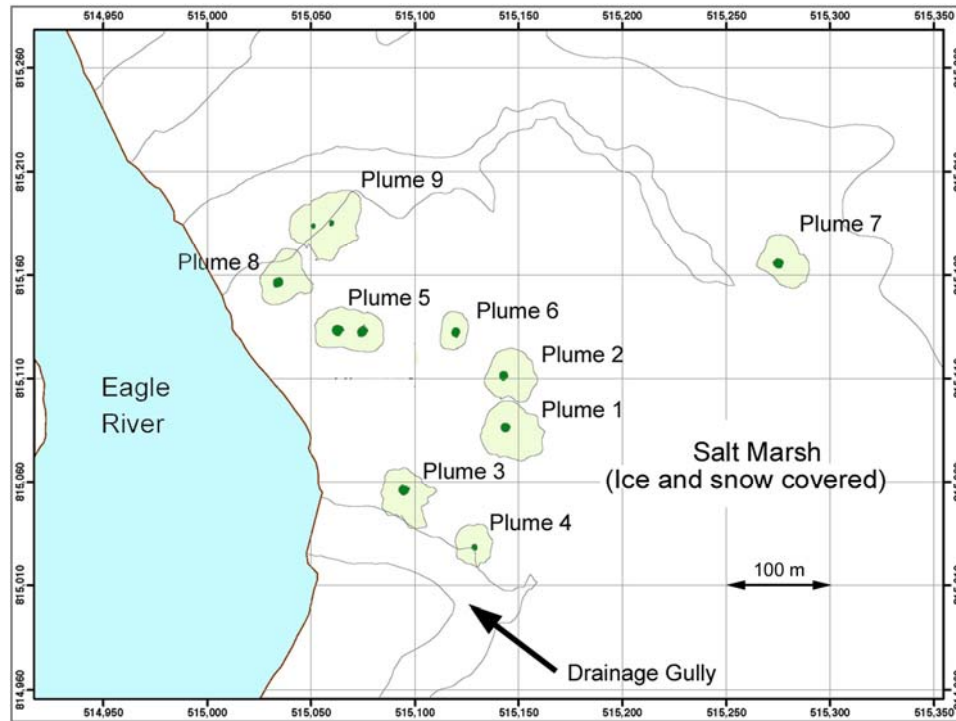 514,950 515,000 515,050 515,100 515,150 515,200 515,250 515,300 515,350
815,260
815,210
Plume 9
Plume 7
Plume 8
815,160
Plume 5
Plume 6
Plume 2
815,110
Eagle
River
Plume 1
Salt Marsh
(Ice and snow covered)
Plume 3
815,060
Plume 4
100 m
815,010
Drainage Gully
814,960
514,950 515,000 515,050 515,100 515,150 515,200 515,250 515,300 515,350